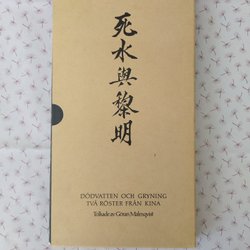 死水與黎明
DÖDVATTEN OCH GRYNING
TVÅ RÖSTER FRÅN KINA
Tolkade av Göran Malmqvist